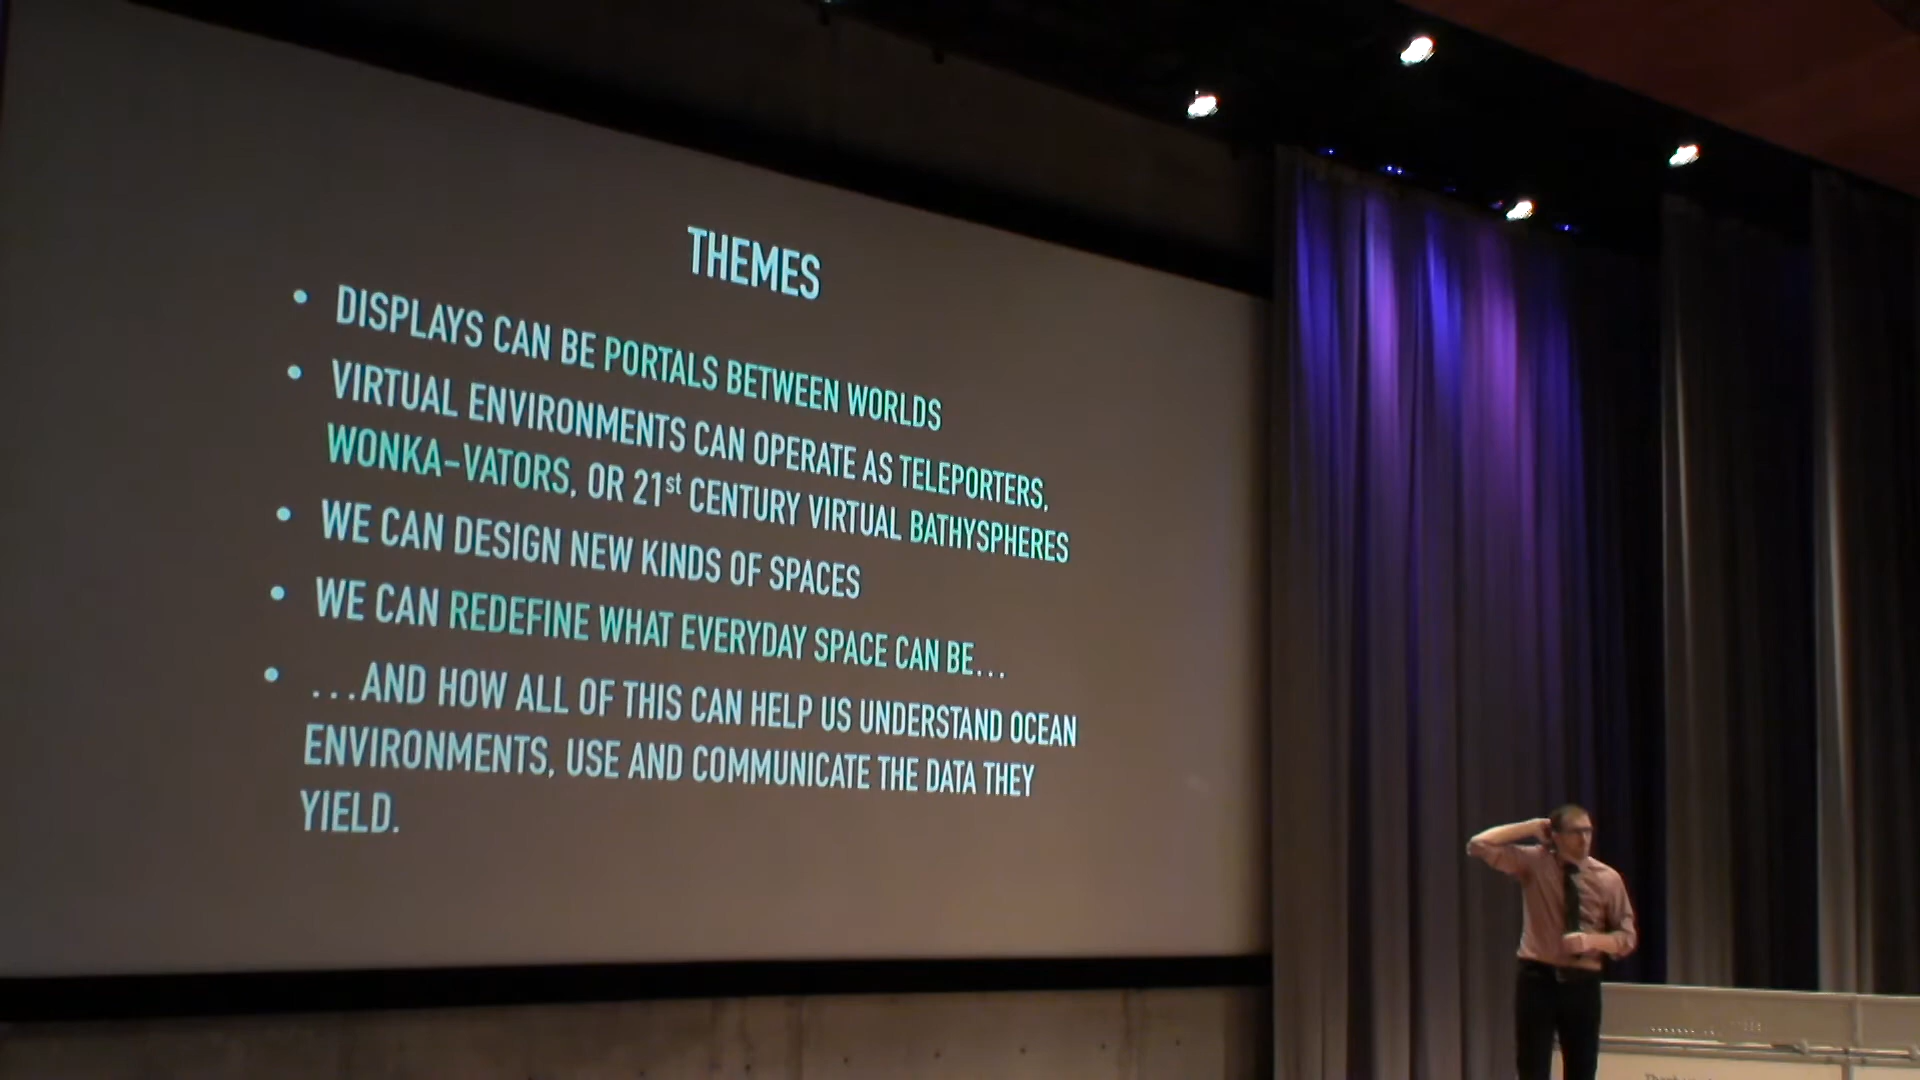 THEMES
• DISPLAYS CAN BE PORTALS BETWEEN WORLDS
• VIRTUAL ENVIRONMENTS CAN OPERATE AS TELEPORTERS,
WONKA-VATORS, OR 21st CENTURY VIRTUAL BATHYSPHERES
• WE CAN DESIGN NEW KINDS OF SPACES
• WE CAN REDEFINE WHAT EVERYDAY SPACE CAN BE...
• ...AND HOW ALL OF THIS CAN HELP US UNDERSTAND OCEAN
ENVIRONMENTS, USE AND COMMUNICATE THE DATA THEY
YIELD.